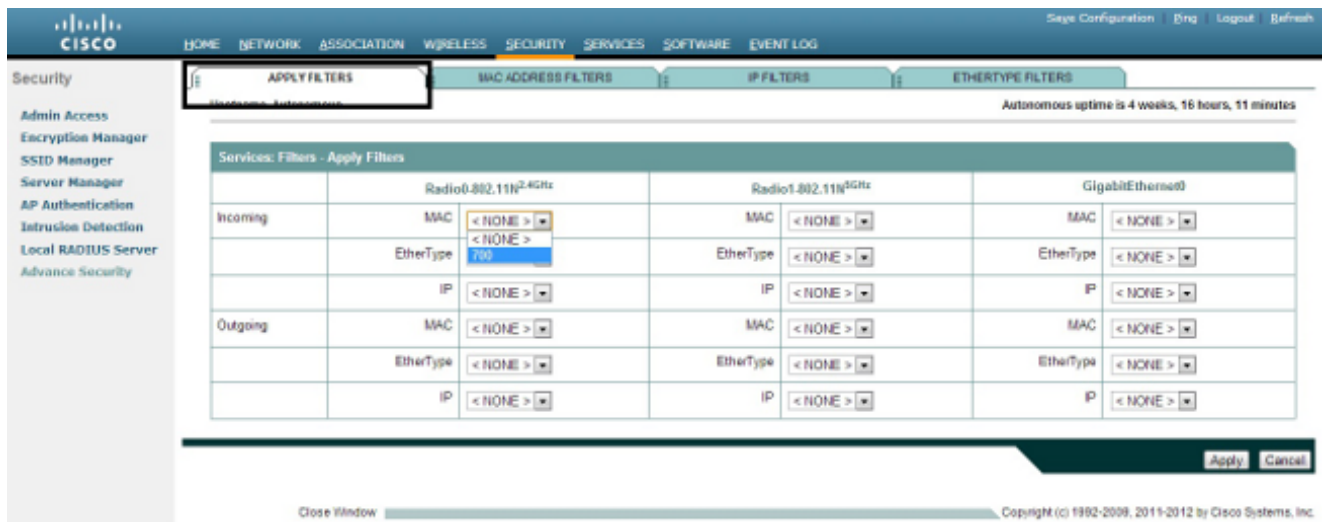 Save Configuration Ping Logout Refresh
CISCO
HOME NETWORK ASSOCIATION WIRELESS SECURITY SERVICES SOFTWARE EVENT LOG
Security
APPLY FILTERS MAC ADDRESS FILTERS IP FILTERS ETHERTYPE FILTERS
Hostname Autonomous Autonomous uptime is 4 weeks, 16 hours, 11 minutes
Admin Access
Encryption Manager
SSID Manager
Server Manager
AP Authentication
Intrusion Detection
Local RADIUS Server
Advance Security
Services: Filters - Apply Filters
Radio0-802.11N2.4GHz Radio1-802.11N5GHz GigabitEthernet0
Incoming MAC < NONE > MAC < NONE > MAC < NONE >
< NONE >
EtherType 700 EtherType < NONE > EtherType < NONE >
IP < NONE > IP < NONE > IP < NONE >
Outgoing MAC < NONE > MAC < NONE > MAC < NONE >
EtherType < NONE > EtherType < NONE > EtherType < NONE >
IP < NONE > IP < NONE > IP < NONE >
Apply Cancel
Close Window Copyright (c) 1992-2009, 2011-2012 by Cisco Systems, Inc.